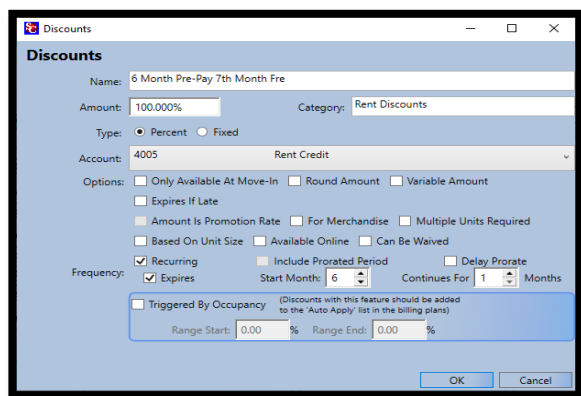 Discounts
Discounts
Name: 6 Month Pre-Pay 7th Month Fre
Amount: 100.000% Category: Rent Discounts
Type: Percent Fixed
Account: 4005 Rent Credit
Options: Only Available At Move-In Round Amount Variable Amount
Expires If Late
Amount Is Promotion Rate For Merchandise Multiple Units Required
Based On Unit Size Available Online Can Be Waived
Frequency: Recurring Include Prorated Period Delay Prorate
Expires Start Month: 6 Continues For 1 Months
Triggered By Occupancy (Discounts with this feature should be added
to the 'Auto Apply' list in the billing plans)
Range Start: 0.00 % Range End: 0.00 %
OK Cancel